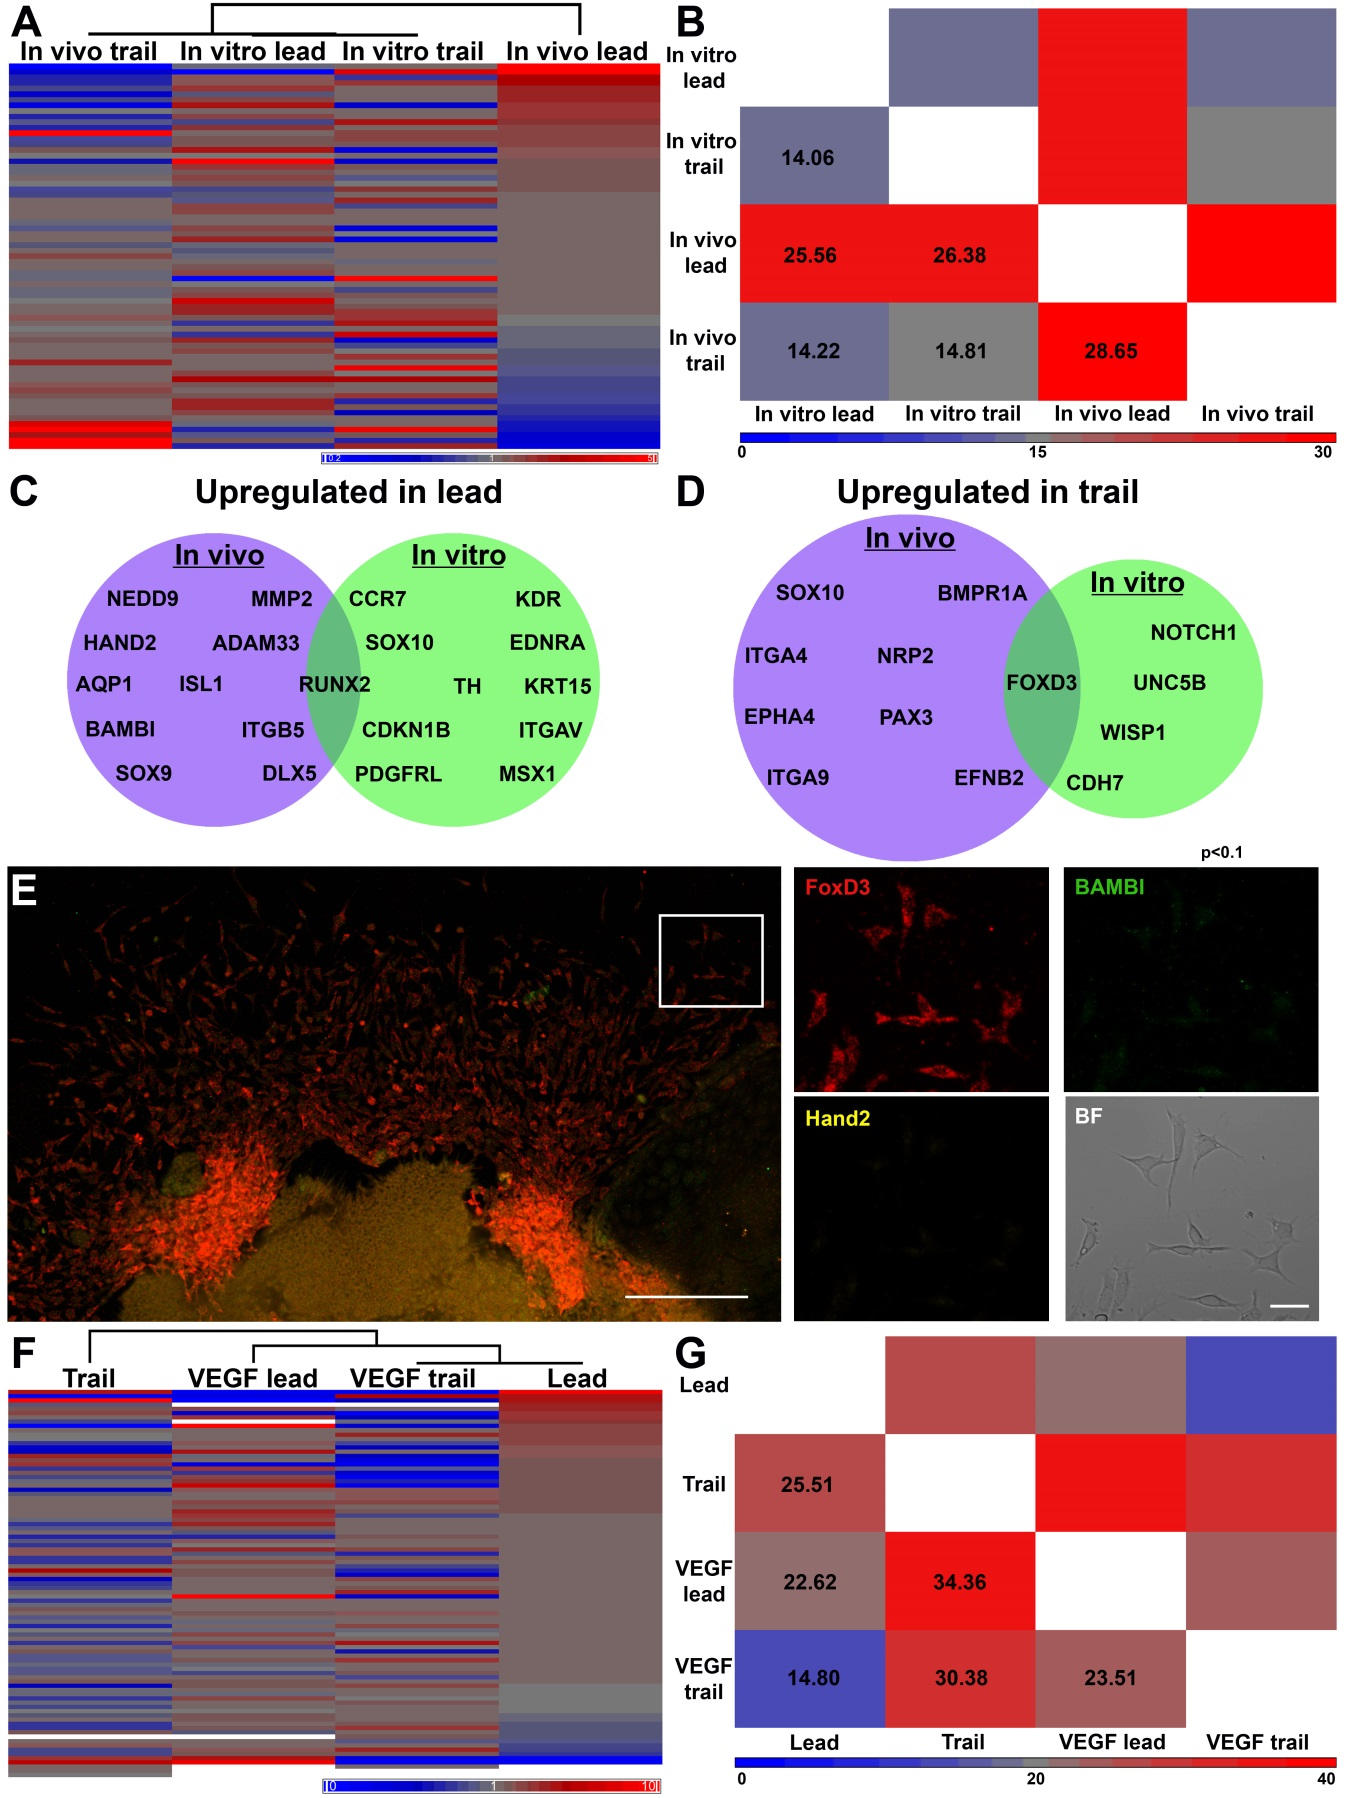 A
In vivo trail In vitro lead In vitro trail In vivo lead
0.2 1 5
B
In vitro
lead
In vitro
trail
14.06
In vivo
lead
25.56 26.38
In vivo
trail
14.22 14.81 28.65
In vitro lead In vitro trail In vivo lead In vivo trail
0 15 30
C
Upregulated in lead
In vivo In vitro
NEDD9 MMP2 CCR7 KDR
HAND2 ADAM33 SOX10 EDNRA
AQP1 ISL1 RUNX2 TH KRT15
BAMBI ITGB5 CDKN1B ITGAV
SOX9 DLX5 PDGFRL MSX1
D
Upregulated in trail
In vivo
In vitro
SOX10 BMPR1A
NOTCH1
ITGA4 NRP2
FOXD3 UNC5B
EPHA4 PAX3
WISP1
ITGA9 EFNB2
CDH7
p<0.1
E
FoxD3
BAMBI
Hand2
BF
F
Trail VEGF lead VEGF trail Lead
0 1 10
G
Lead
Trail
25.51
VEGF
lead
22.62 34.36
VEGF
trail
14.80 30.38 23.51
Lead Trail VEGF lead VEGF trail
0 20 40